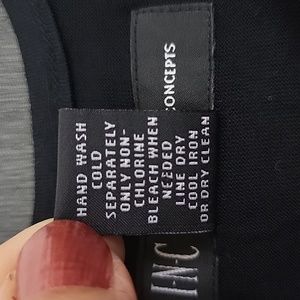 HAND WASH
COLD
SEPARATELY
ONLY NON-
CHLORINE
BLEACH WHEN
NEEDED
LINE DRY
COOL IRON
OR DRY CLEAN
CONCEPTS
I·N·C